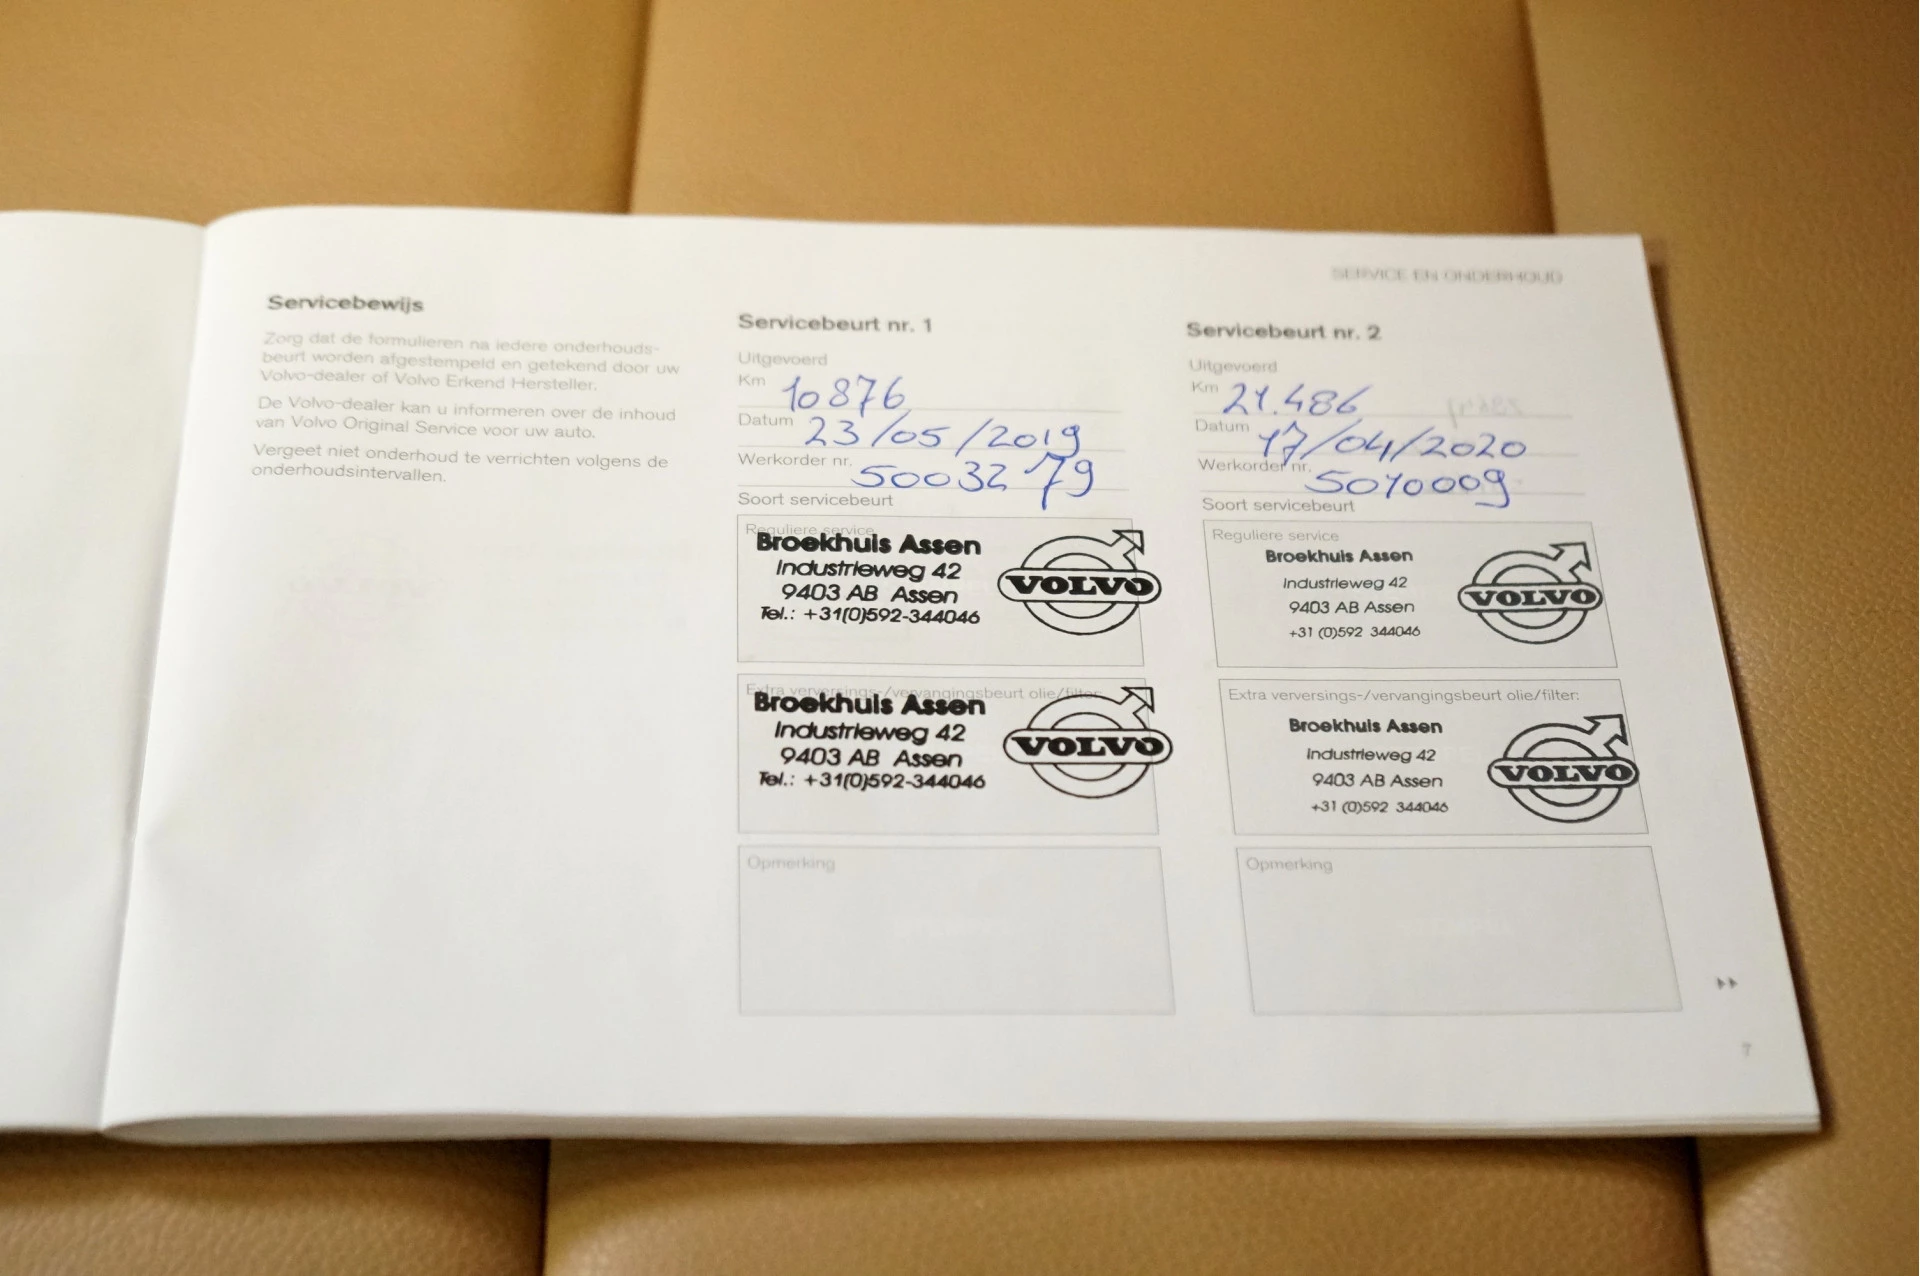 SERVICE EN ONDERHOUD
Servicebewijs
Zorg dat de formulieren na iedere onderhouds-
beurt worden afgestempeld en getekend door uw
Volvo-dealer of Volvo Erkend Hersteller.
De Volvo-dealer kan u informeren over de inhoud
van Volvo Original Service voor uw auto.
Vergeet niet onderhoud te verrichten volgens de
onderhoudsintervallen.
Servicebeurt nr. 1
Uitgevoerd
Km 10876
Datum 23/05/2019
Werkorder nr. 5003279
Soort servicebeurt
Reguliere service
Broekhuis Assen
Industrieweg 42
9403 AB Assen
Tel.: +31(0)592-344046
VOLVO
Extra verversings-/vervangingsbeurt olie/filter:
Broekhuis Assen
Industrieweg 42
9403 AB Assen
Tel.: +31(0)592-344046
VOLVO
Opmerking
Servicebeurt nr. 2
Uitgevoerd
Km 21.486
Datum 17/04/2020
Werkorder nr. 5010009
Soort servicebeurt
Reguliere service
Broekhuis Assen
Industrieweg 42
9403 AB Assen
+31 (0)592 344046
VOLVO
Extra verversings-/vervangingsbeurt olie/filter:
Broekhuis Assen
Industrieweg 42
9403 AB Assen
+31 (0)592 344046
VOLVO
Opmerking
7